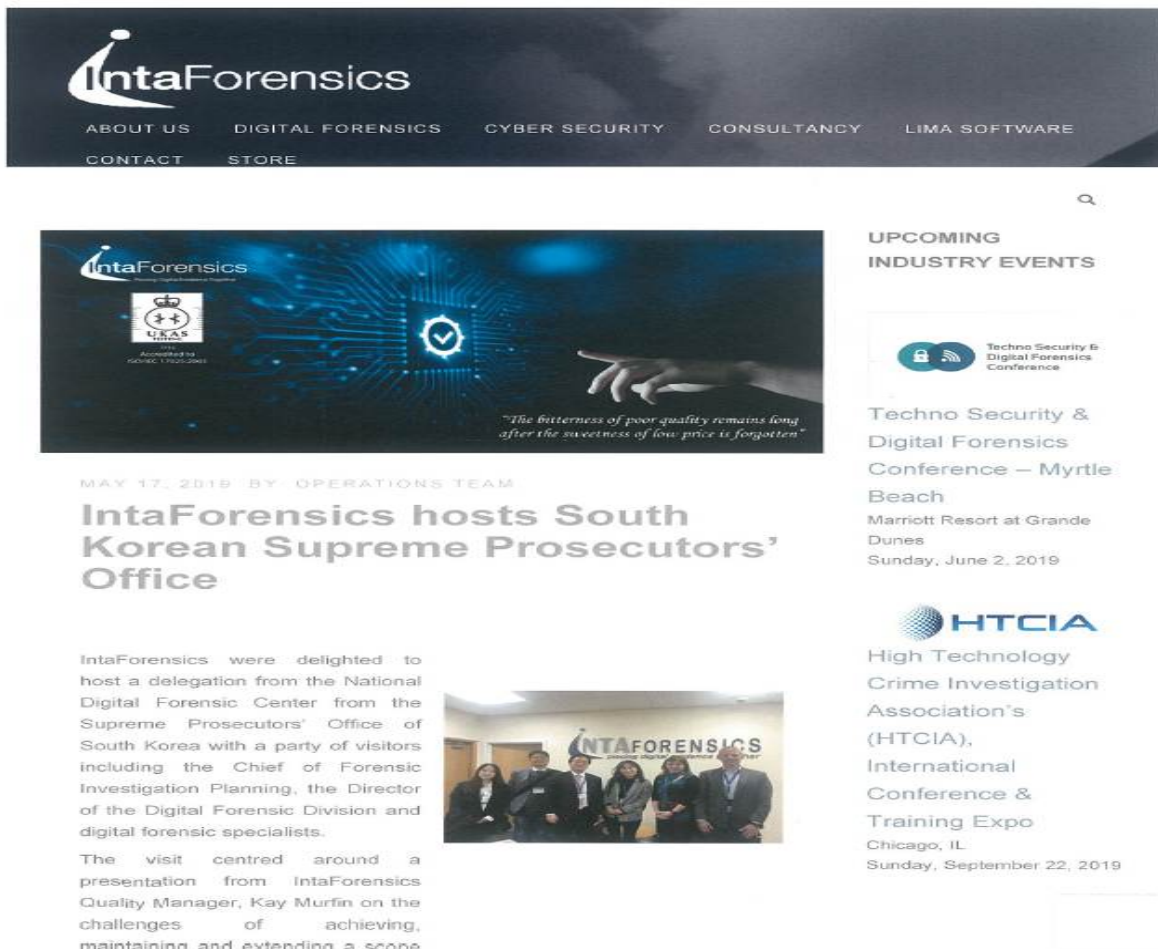 IntaForensics
ABOUT US DIGITAL FORENSICS CYBER SECURITY CONSULTANCY LIMA SOFTWARE
CONTACT STORE
IntaForensics
UKAS
TESTING
Accredited to
ISO/IEC 17025:2005
"The bitterness of poor quality remains long
after the sweetness of low price is forgotten"
MAY 17, 2019 BY OPERATIONS TEAM
IntaForensics hosts South
Korean Supreme Prosecutors'
Office
IntaForensics were delighted to
host a delegation from the National
Digital Forensic Center from the
Supreme Prosecutors' Office of
South Korea with a party of visitors
including the Chief of Forensic
Investigation Planning, the Director
of the Digital Forensic Division and
digital forensic specialists.
The visit centred around a
presentation from IntaForensics
Quality Manager, Kay Murfin on the
challenges of achieving,
maintaining and extending a scope
INTAFORENSICS
UPCOMING
INDUSTRY EVENTS
Techno Security &
Digital Forensics
Conference
Techno Security &
Digital Forensics
Conference – Myrtle
Beach
Marriott Resort at Grande
Dunes
Sunday, June 2, 2019
HTCIA
High Technology
Crime Investigation
Association's
(HTCIA),
International
Conference &
Training Expo
Chicago, IL
Sunday, September 22, 2019